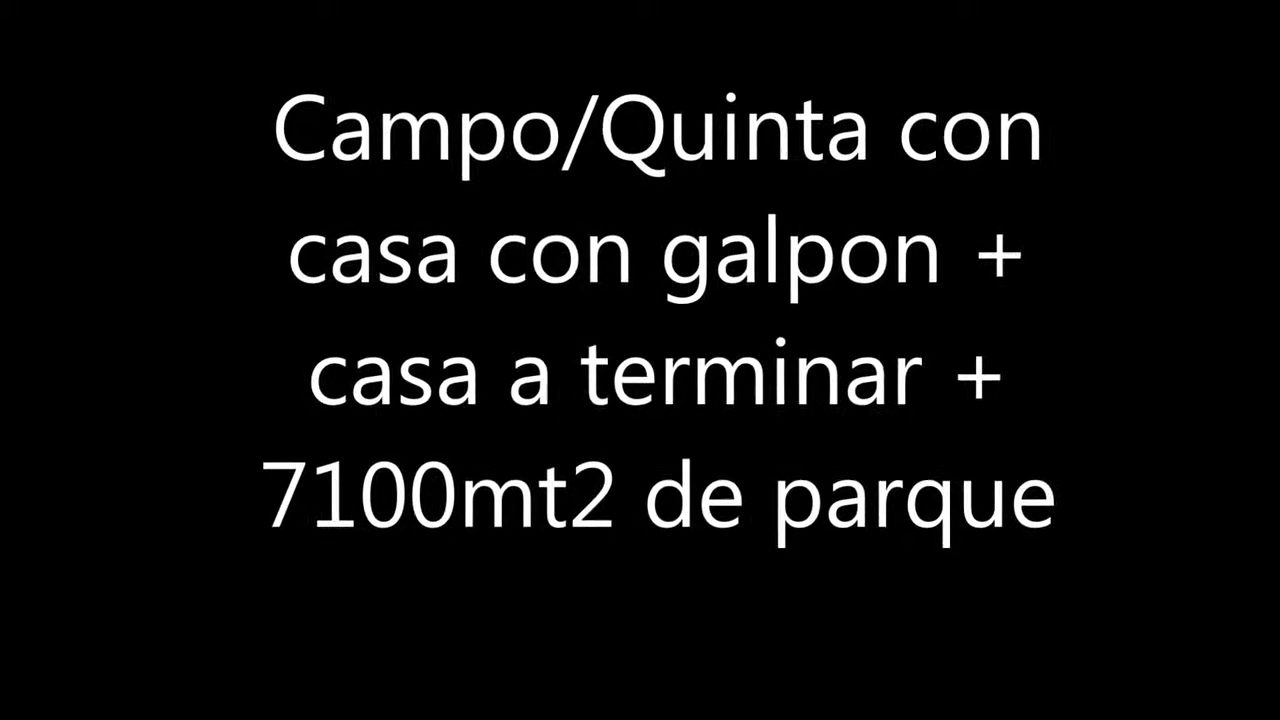 Campo/Quinta con
casa con galpon +
casa a terminar +
7100mt2 de parque